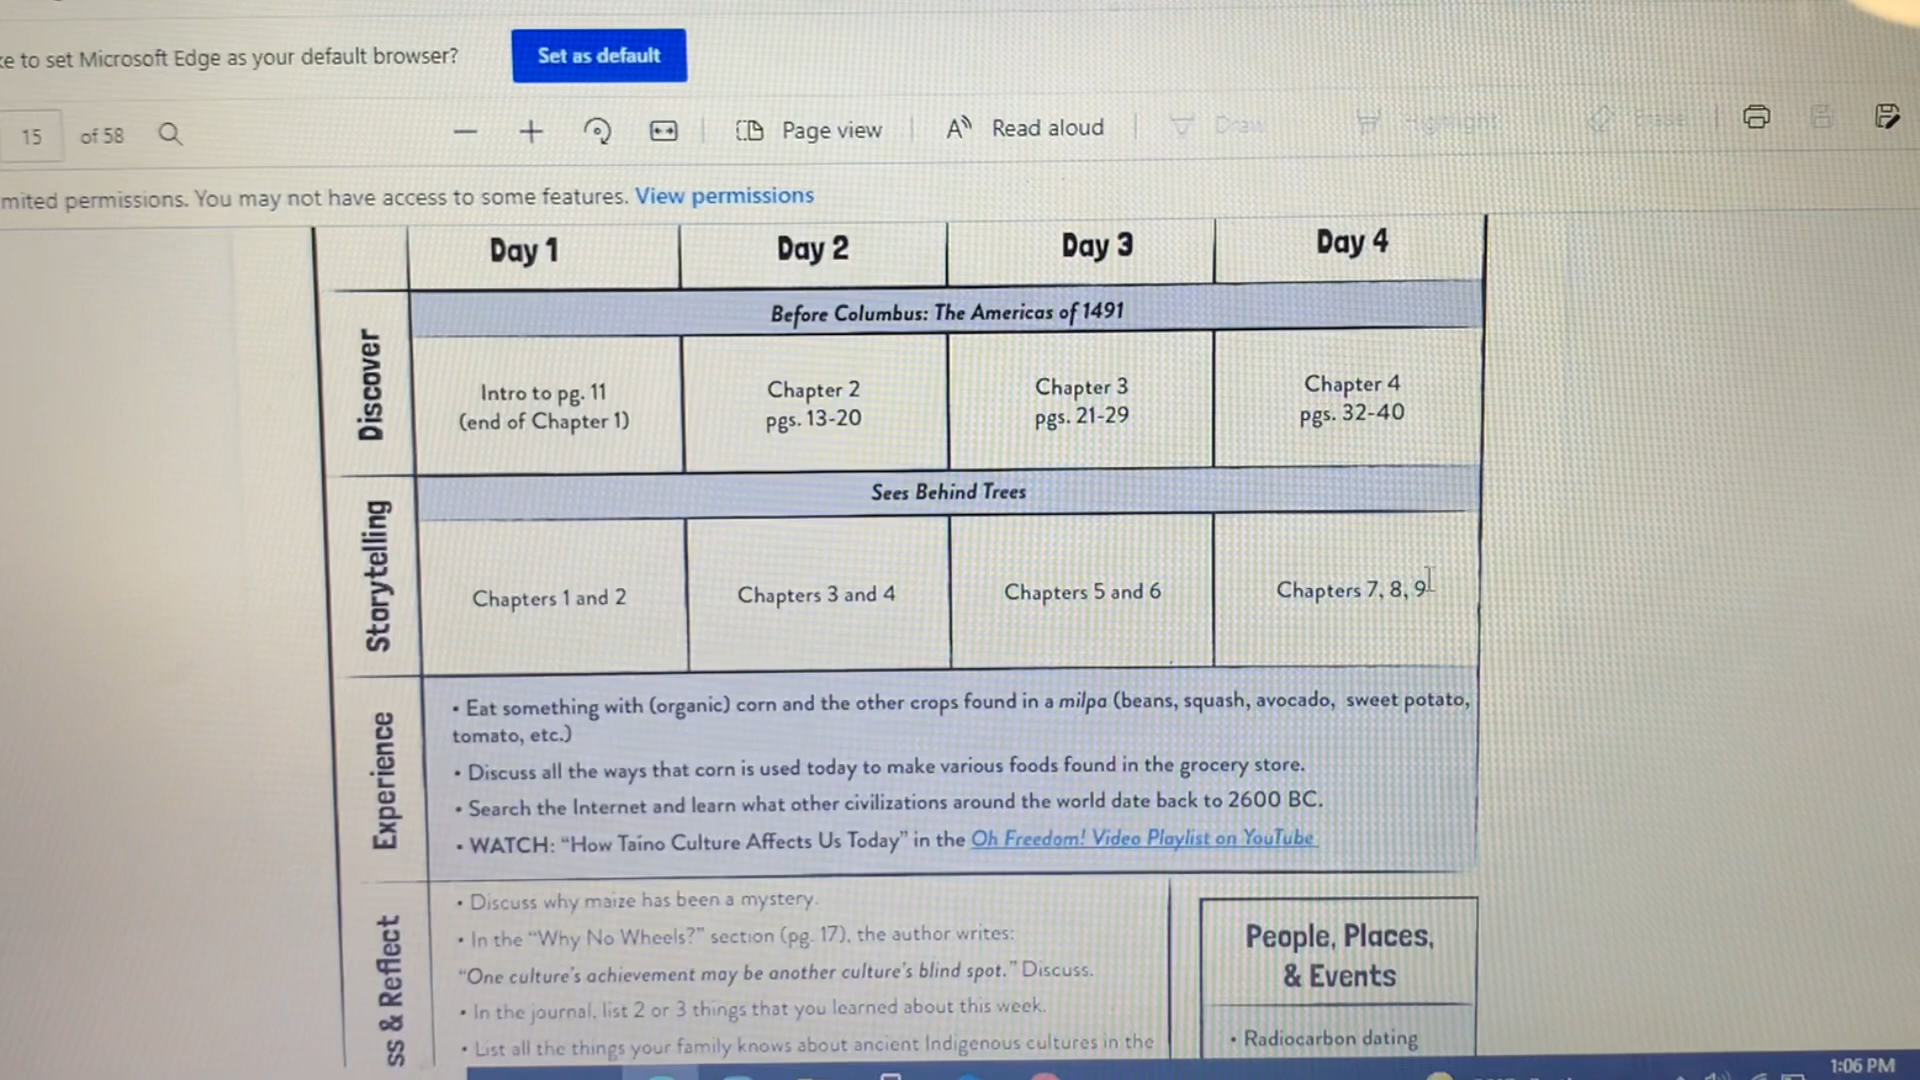 to set Microsoft Edge as your default browser? Set as default
15 of 58 Page view Read aloud Draw
permissions. You may not have access to some features. View permissions
Day 1 Day 2 Day 3 Day 4
Discover
Before Columbus: The Americas of 1491
Intro to pg. 11
(end of Chapter 1)
Chapter 2
pgs. 13-20
Chapter 3
pgs. 21-29
Chapter 4
pgs. 32-40
Storytelling
Sees Behind Trees
Chapters 1 and 2
Chapters 3 and 4
Chapters 5 and 6
Chapters 7, 8, 9
Experience
• Eat something with (organic) corn and the other crops found in a milpa (beans, squash, avocado, sweet potato,
tomato, etc.)
• Discuss all the ways that corn is used today to make various foods found in the grocery store.
• Search the Internet and learn what other civilizations around the world date back to 2600 BC.
• WATCH: "How Taíno Culture Affects Us Today" in the Oh Freedom! Video Playlist on YouTube
& Reflect
• Discuss why maize has been a mystery.
• In the "Why No Wheels?" section (pg. 17), the author writes:
"One culture's achievement may be another culture's blind spot." Discuss.
• In the journal, list 2 or 3 things that you learned about this week.
• List all the things your family knows about ancient Indigenous cultures in the
People, Places,
& Events
• Radiocarbon dating
1:06 PM